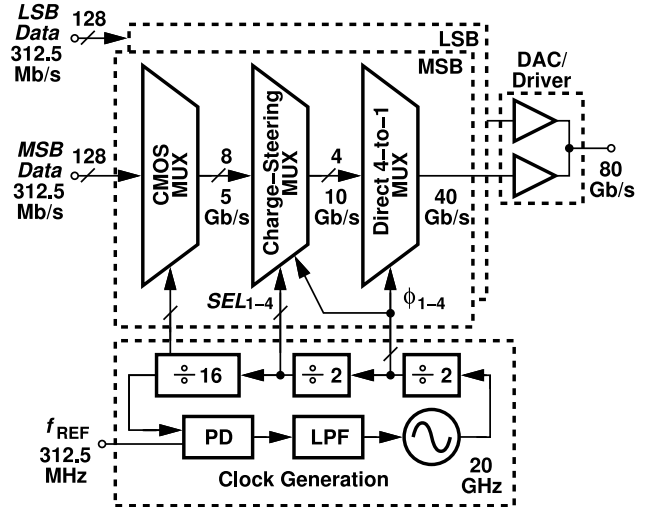 LSB
Data
312.5
Mb/s
128
LSB
MSB
DAC/
Driver
MSB
Data
312.5
Mb/s
128
CMOS
MUX
8
5
Gb/s
Charge−Steering
MUX
4
10
Gb/s
Direct 4−to−1
MUX
40
Gb/s
80
Gb/s
SEL1−4
ϕ1−4
÷ 16
÷ 2
÷ 2
fREF
312.5
MHz
PD
LPF
20
GHz
Clock Generation